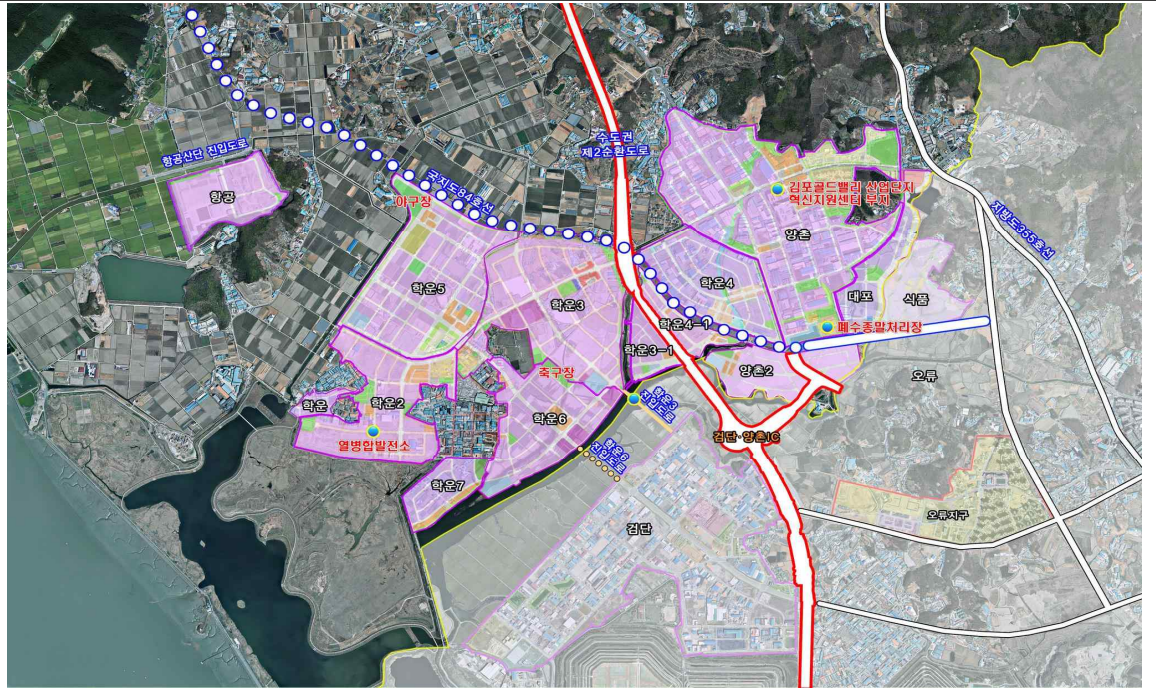 수도권
제2순환도로
항공산단 진입도로
항공
국지도84호선
야구장
김포골드밸리 산업단지
혁신지원센터 부지
양촌
지방도355호선
학운5
학운3
학운4
대포
식품
학운4-1
폐수종말처리장
학운3-1
양촌2
오류
축구장
학운
학운2
학운6
학운3
진입도로
열병합발전소
검단·양촌IC
학운6
진입도로
학운7
검단
오류지구